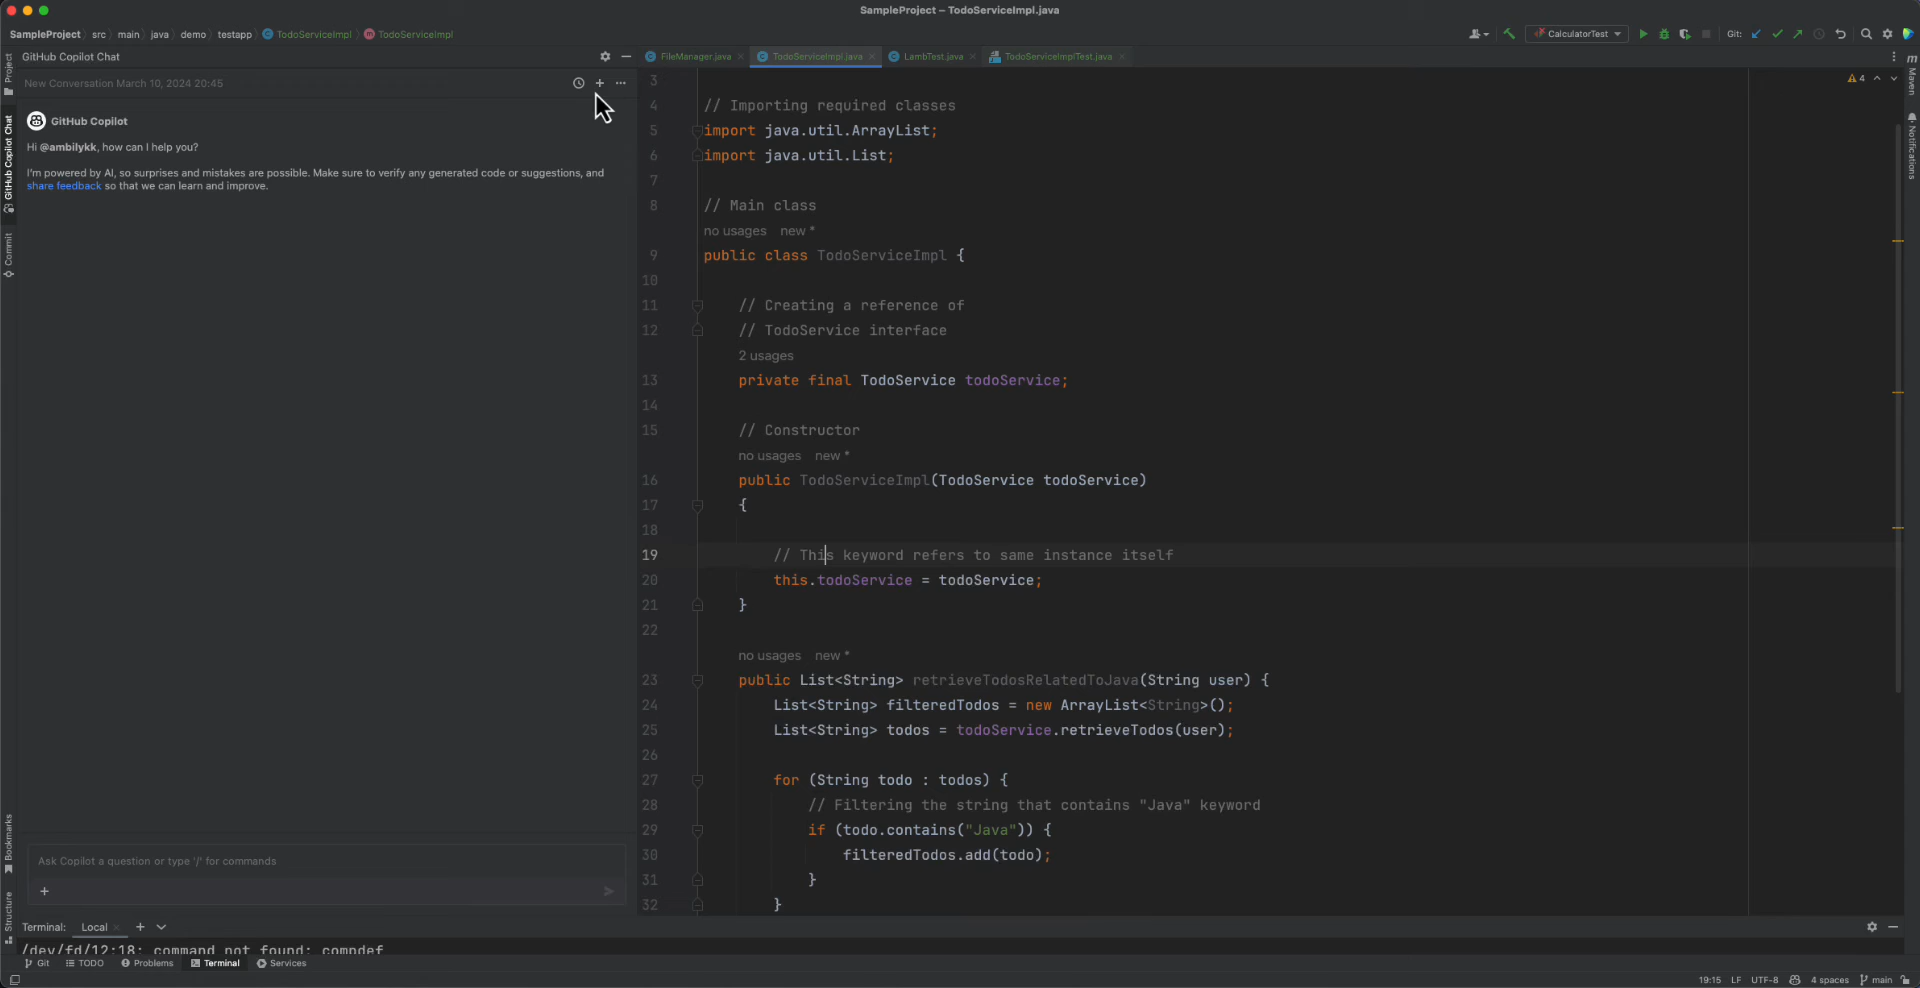 SampleProject – TodoServiceImpl.java
SampleProject src main java demo testapp TodoServiceImpl TodoServiceImpl
CalculatorTest Git:
GitHub Copilot Chat
FileManager.java TodoServiceImpl.java LambTest.java TodoServiceImplTest.java
New Conversation March 10, 2024 20:45
GitHub Copilot
Hi @ambilykk, how can I help you?
I'm powered by AI, so surprises and mistakes are possible. Make sure to verify any generated code or suggestions, and
share feedback so that we can learn and improve.
Ask Copilot a question or type '/' for commands
Project
GitHub Copilot Chat
Commit
Bookmarks
Structure
3
4 // Importing required classes
5 import java.util.ArrayList;
6 import java.util.List;
7
8 // Main class
no usages new *
9 public class TodoServiceImpl {
10
11 // Creating a reference of
12 // TodoService interface
2 usages
13 private final TodoService todoService;
14
15 // Constructor
no usages new *
16 public TodoServiceImpl(TodoService todoService)
17 {
18
19 // This keyword refers to same instance itself
20 this.todoService = todoService;
21 }
22
no usages new *
23 public List<String> retrieveTodosRelatedToJava(String user) {
24 List<String> filteredTodos = new ArrayList<String>();
25 List<String> todos = todoService.retrieveTodos(user);
26
27 for (String todo : todos) {
28 // Filtering the string that contains "Java" keyword
29 if (todo.contains("Java")) {
30 filteredTodos.add(todo);
31 }
32 }
4
Maven
Notifications
Terminal: Local
/dev/fd/12:18: command not found: compdef
Git TODO Problems Terminal Services
19:15 LF UTF-8 4 spaces main